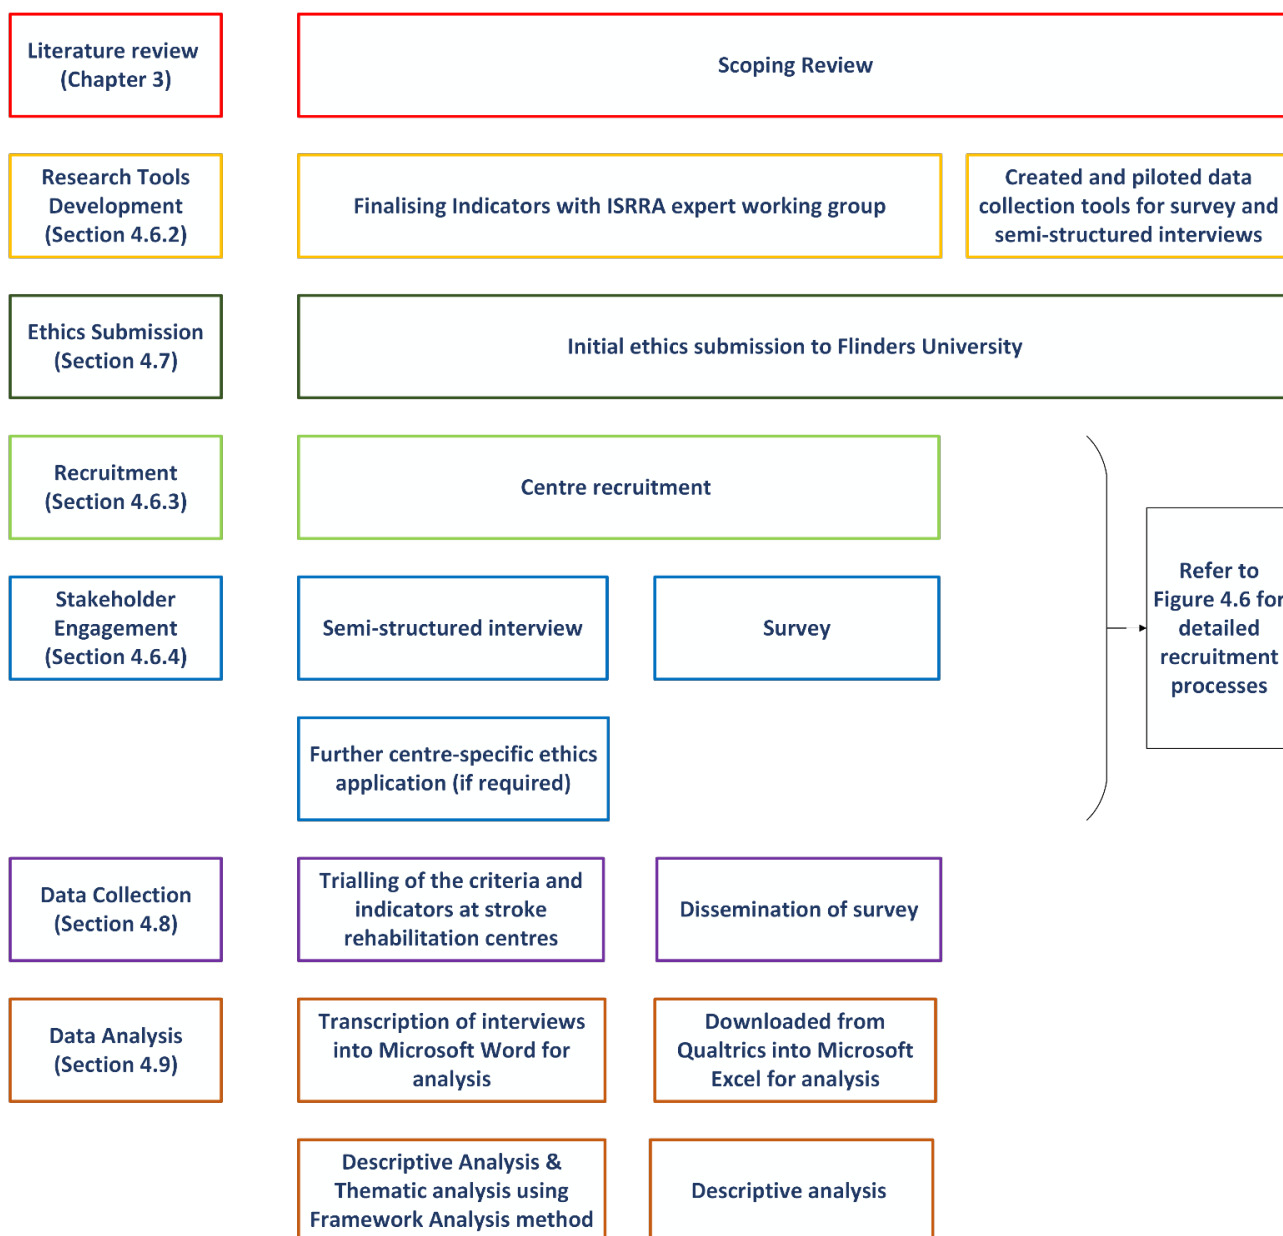 Literature review
(Chapter 3)
Scoping Review
Research Tools
Development
(Section 4.6.2)
Finalising Indicators with ISRRA expert working group
Created and piloted data
collection tools for survey and
semi-structured interviews
Ethics Submission
(Section 4.7)
Initial ethics submission to Flinders University
Recruitment
(Section 4.6.3)
Centre recruitment
Stakeholder
Engagement
(Section 4.6.4)
Semi-structured interview
Survey
Further centre-specific ethics
application (if required)
Refer to
Figure 4.6 for
detailed
recruitment
processes
Data Collection
(Section 4.8)
Trialling of the criteria and
indicators at stroke
rehabilitation centres
Dissemination of survey
Data Analysis
(Section 4.9)
Transcription of interviews
into Microsoft Word for
analysis
Downloaded from
Qualtrics into Microsoft
Excel for analysis
Descriptive Analysis &
Thematic analysis using
Framework Analysis method
Descriptive analysis